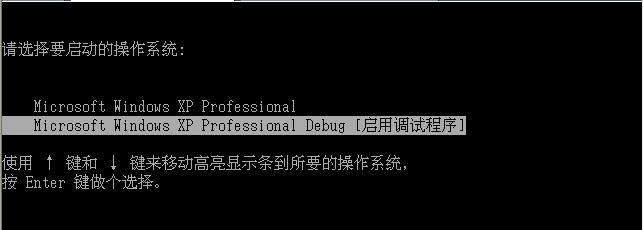 请选择要启动的操作系统:
Microsoft Windows XP Professional
Microsoft Windows XP Professional Debug [启用调试程序]
使用 ↑ 键和 ↓ 键来移动高亮显示条到所要的操作系统,
按 Enter 键做个选择。